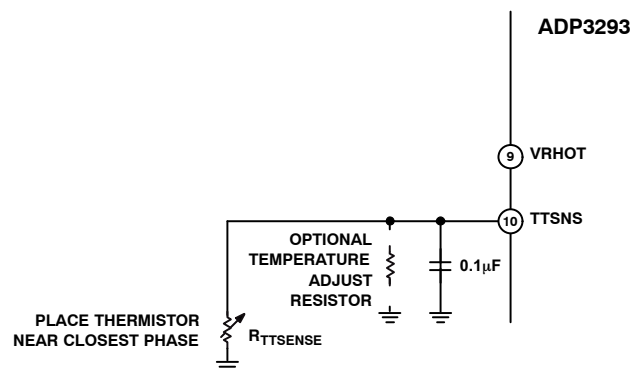 ADP3293
9 VRHOT
10 TTSNS
OPTIONAL
TEMPERATURE
ADJUST
RESISTOR
0.1μF
PLACE THERMISTOR
NEAR CLOSEST PHASE
RTTSENSE